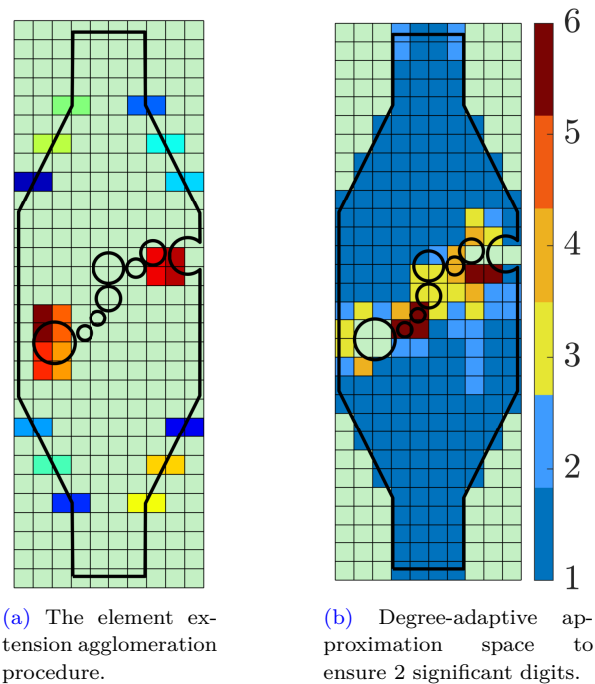 6
5
4
3
2
1
(a) The element ex-
tension agglomeration
procedure.
(b) Degree-adaptive ap-
proximation space to
ensure 2 significant digits.